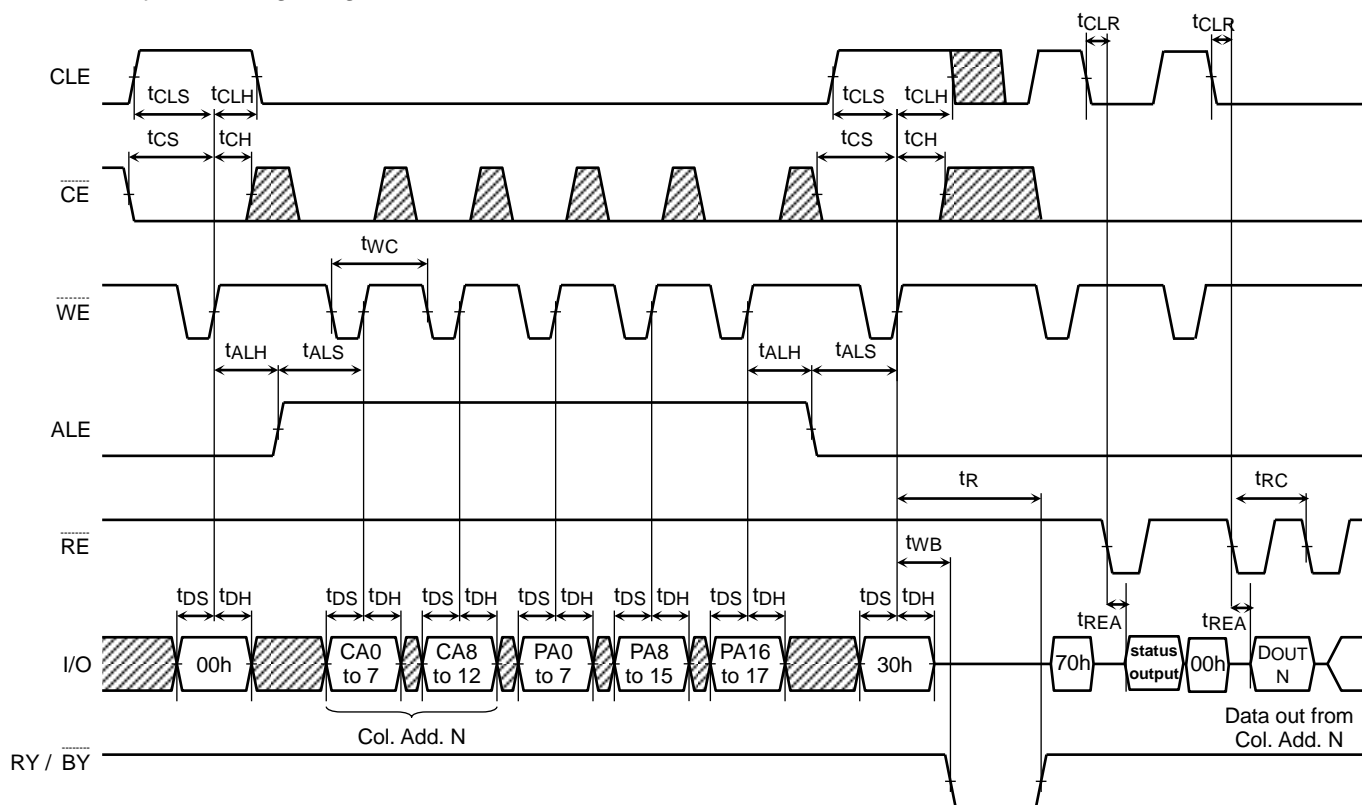 tCLR tCLR
CLE
tCLS tCLH tCLS tCLH
tCS tCH tCS tCH
CE
tWC
WE
tALH tALS tALH tALS
ALE
tR tRC
RE
tWB
tDS tDH tDS tDH tDS tDH tDS tDH tDS tDH tDS tDH tDS tDH
tREA tREA
I/O
00h
CA0
to 7
CA8
to 12
PA0
to 7
PA8
to 15
PA16
to 17
30h
70h
status
output
00h
DOUT
N
Col. Add. N
Data out from
Col. Add. N
RY / BY